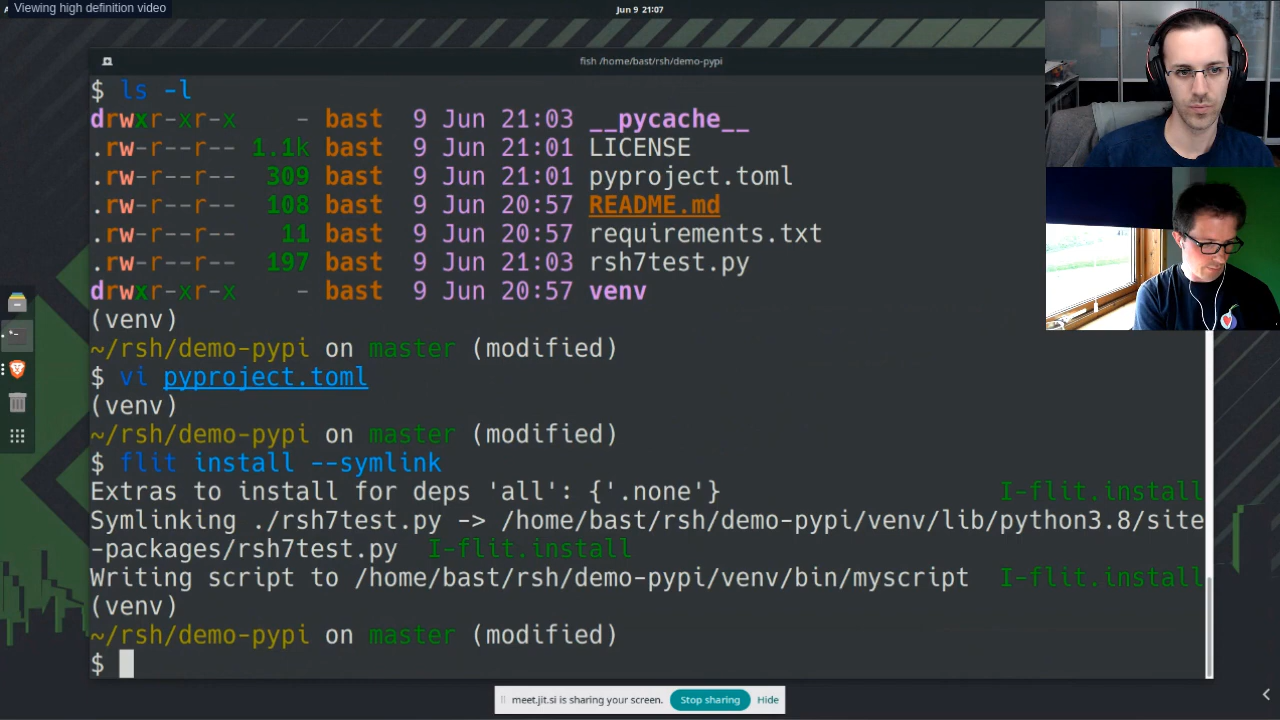 Viewing high definition video
Jun 9 21:07
fish /home/bast/rsh/demo-pypi
$ ls -l
drwxr-xr-x - bast 9 Jun 21:03 __pycache__
.rw-r--r-- 1.1k bast 9 Jun 21:01 LICENSE
.rw-r--r-- 309 bast 9 Jun 21:01 pyproject.toml
.rw-r--r-- 108 bast 9 Jun 20:57 README.md
.rw-r--r-- 11 bast 9 Jun 20:57 requirements.txt
.rw-r--r-- 197 bast 9 Jun 21:03 rsh7test.py
drwxr-xr-x - bast 9 Jun 20:57 venv
(venv)
~/rsh/demo-pypi on master (modified)
$ vi pyproject.toml
(venv)
~/rsh/demo-pypi on master (modified)
$ flit install --symlink
Extras to install for deps 'all': {'.none'} I-flit.install
Symlinking ./rsh7test.py -> /home/bast/rsh/demo-pypi/venv/lib/python3.8/site
-packages/rsh7test.py I-flit.install
Writing script to /home/bast/rsh/demo-pypi/venv/bin/myscript I-flit.install
(venv)
~/rsh/demo-pypi on master (modified)
$
meet.jit.si is sharing your screen. Stop sharing Hide